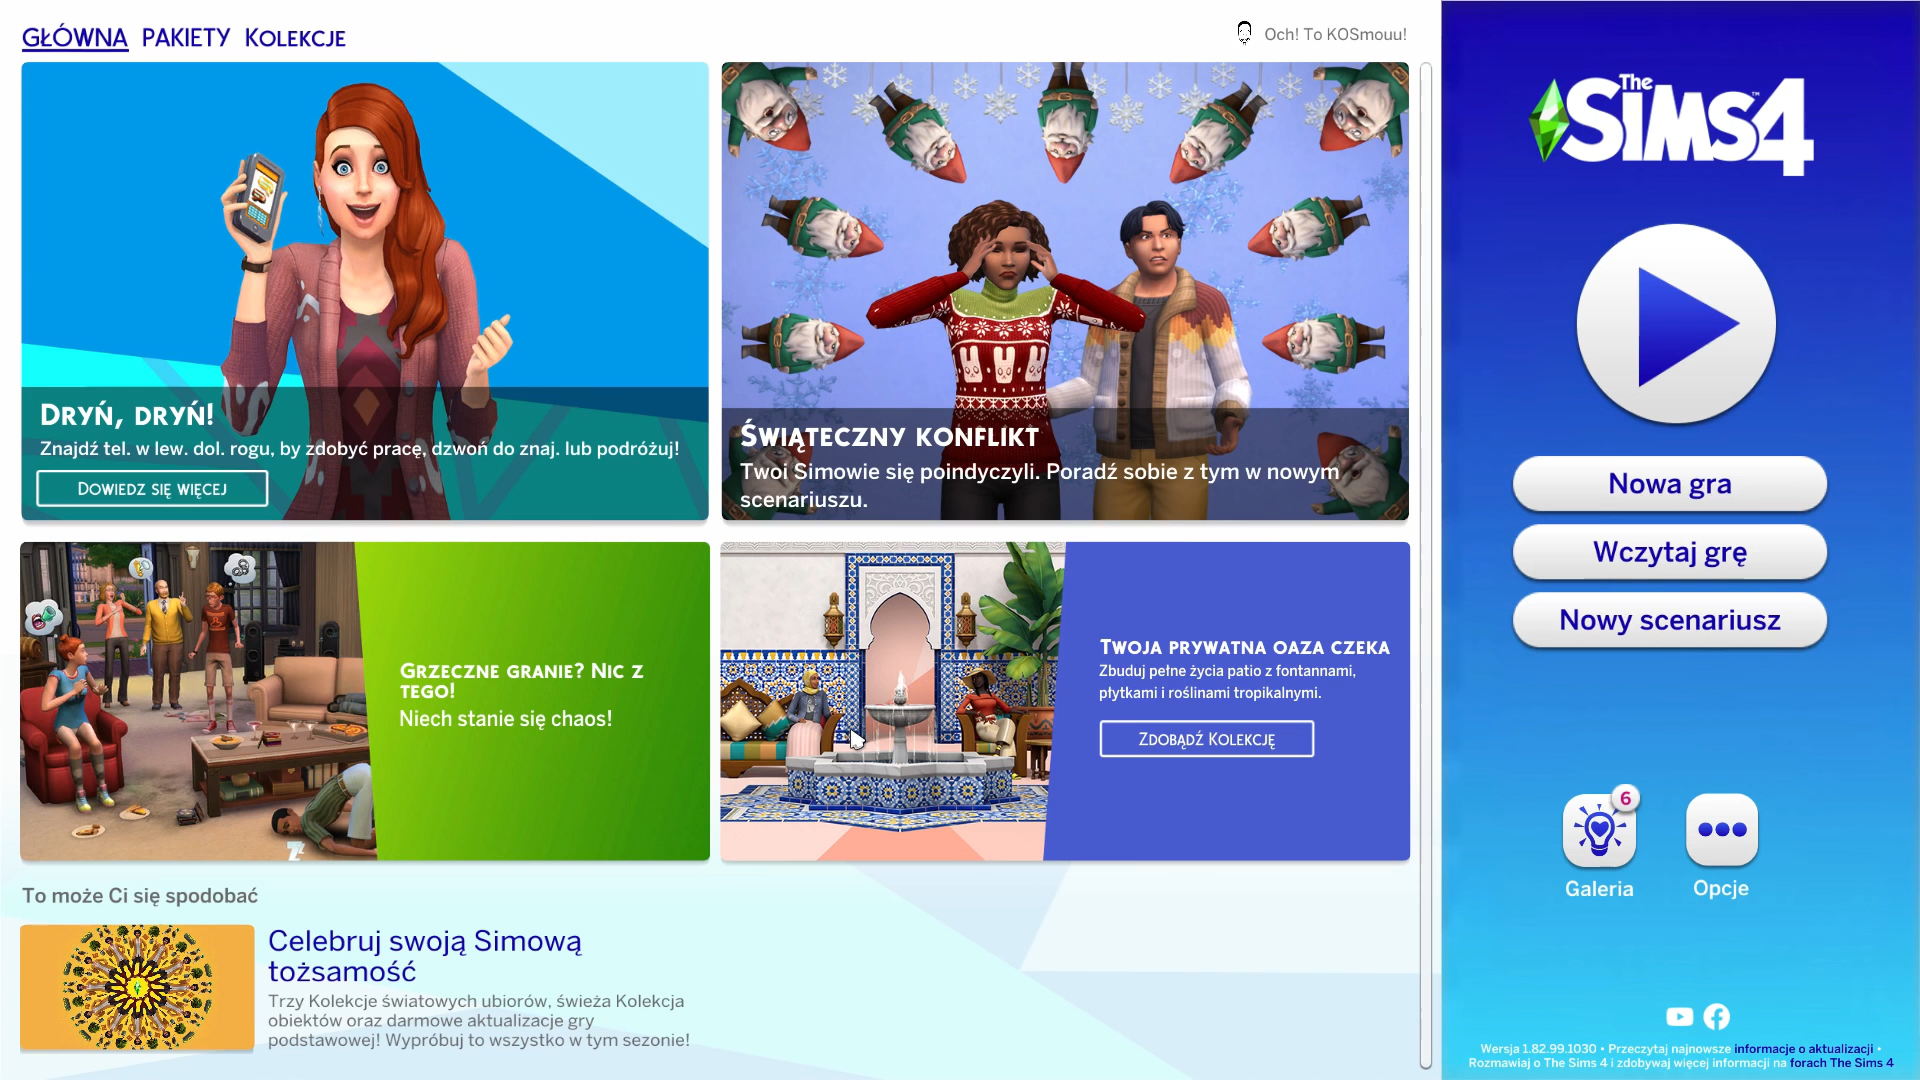 GŁÓWNA PAKIETY KOLEKCJE
Och! To KOSmouu!
DRYŃ, DRYŃ!
Znajdź tel. w lew. dol. rogu, by zdobyć pracę, dzwoń do znaj. lub podróżuj!
DOWIEDZ SIĘ WIĘCEJ
ŚWIĄTECZNY KONFLIKT
Twoi Simowie się poindyczyli. Poradź sobie z tym w nowym
scenariuszu.
GRZECZNE GRANIE? NIC Z
TEGO!
Niech stanie się chaos!
TWOJA PRYWATNA OAZA CZEKA
Zbuduj pełne życia patio z fontannami,
płytkami i roślinami tropikalnymi.
ZDOBĄDŹ KOLEKCJĘ
To może Ci się spodobać
Celebruj swoją Simową
tożsamość
Trzy Kolekcje światowych ubiorów, świeża Kolekcja
obiektów oraz darmowe aktualizacje gry
podstawowej! Wypróbuj to wszystko w tym sezonie!
The SiMS 4 ™
Nowa gra
Wczytaj grę
Nowy scenariusz
6
Galeria
Opcje
Wersja 1.82.99.1030 • Przeczytaj najnowsze informacje o aktualizacji •
Rozmawiaj o The Sims 4 i zdobywaj więcej informacji na forach The Sims 4